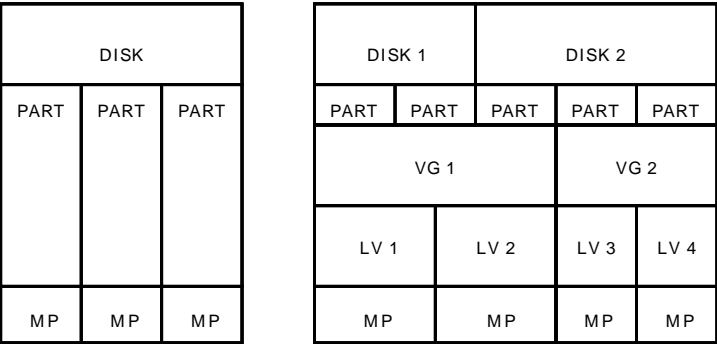 DISK
PART PART PART
MP MP MP
DISK 1 DISK 2
PART PART PART PART PART
VG 1 VG 2
LV 1 LV 2 LV 3 LV 4
MP MP MP MP